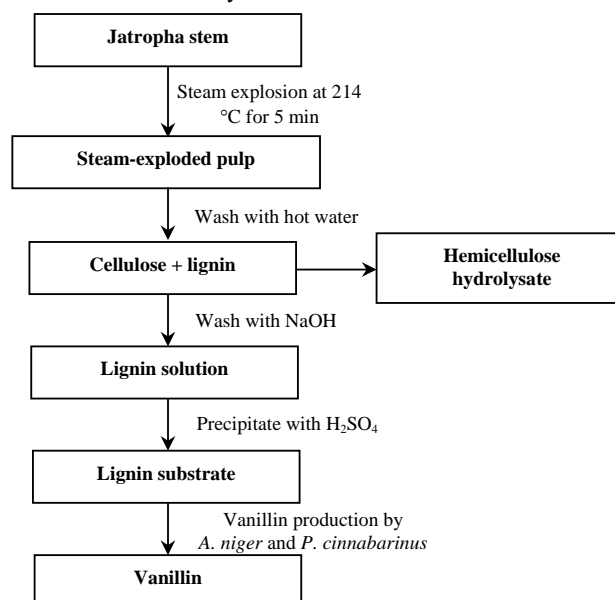 Jatropha stem
Steam explosion at 214
°C for 5 min
Steam-exploded pulp
Wash with hot water
Cellulose + lignin
Hemicellulose
hydrolysate
Wash with NaOH
Lignin solution
Precipitate with H₂SO₄
Lignin substrate
Vanillin production by
A. niger and P. cinnabarinus
Vanillin